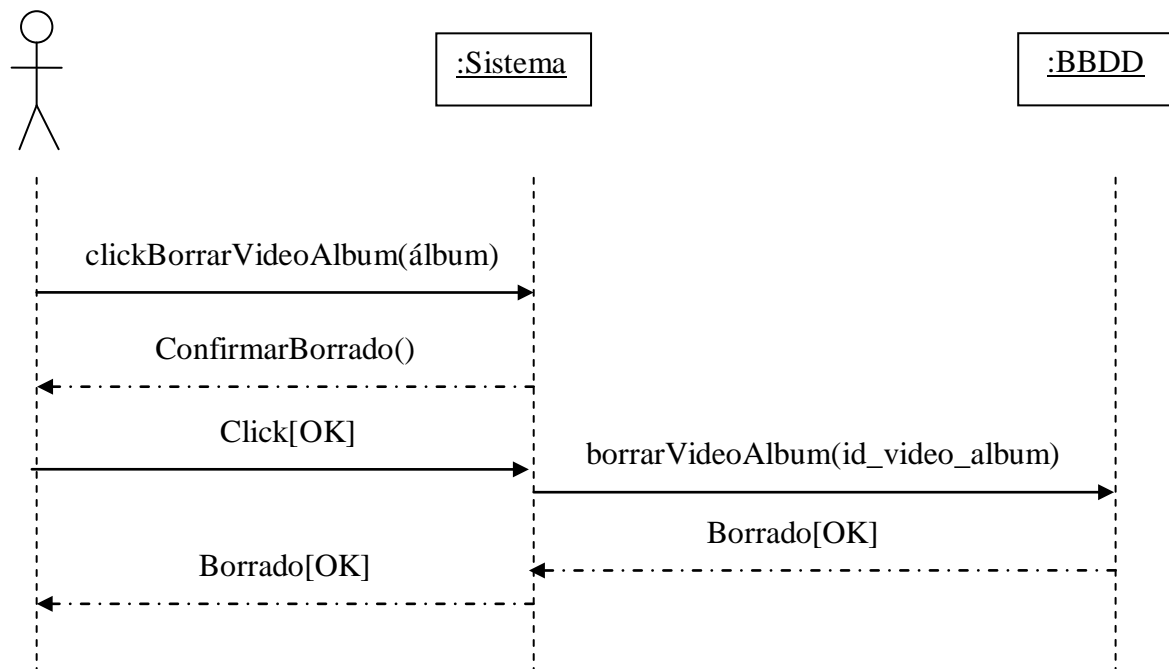 :Sistema
:BBDD
clickBorrarVideoAlbum(álbum)
ConfirmarBorrado()
Click[OK]
borrarVideoAlbum(id_video_album)
Borrado[OK]
Borrado[OK]